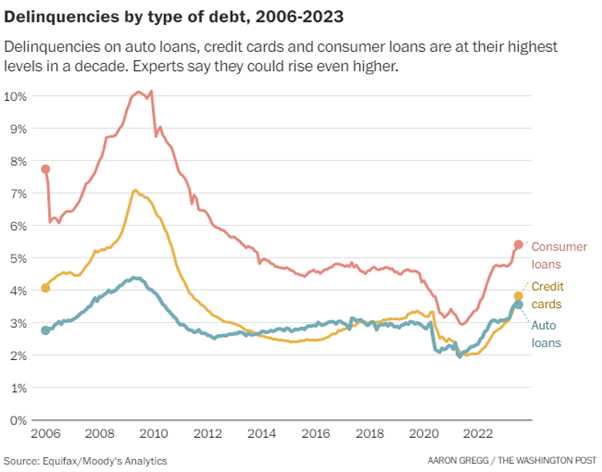 Delinquencies by type of debt, 2006-2023
Delinquencies on auto loans, credit cards and consumer loans are at their highest
levels in a decade. Experts say they could rise even higher.
10%
9%
8%
7%
6%
5%
4%
3%
2%
1%
0%
Consumer
loans
Credit
cards
Auto
loans
2006
2008
2010
2012
2014
2016
2018
2020
2022
Source: Equifax/Moody's Analytics
AARON GREGG / THE WASHINGTON POST